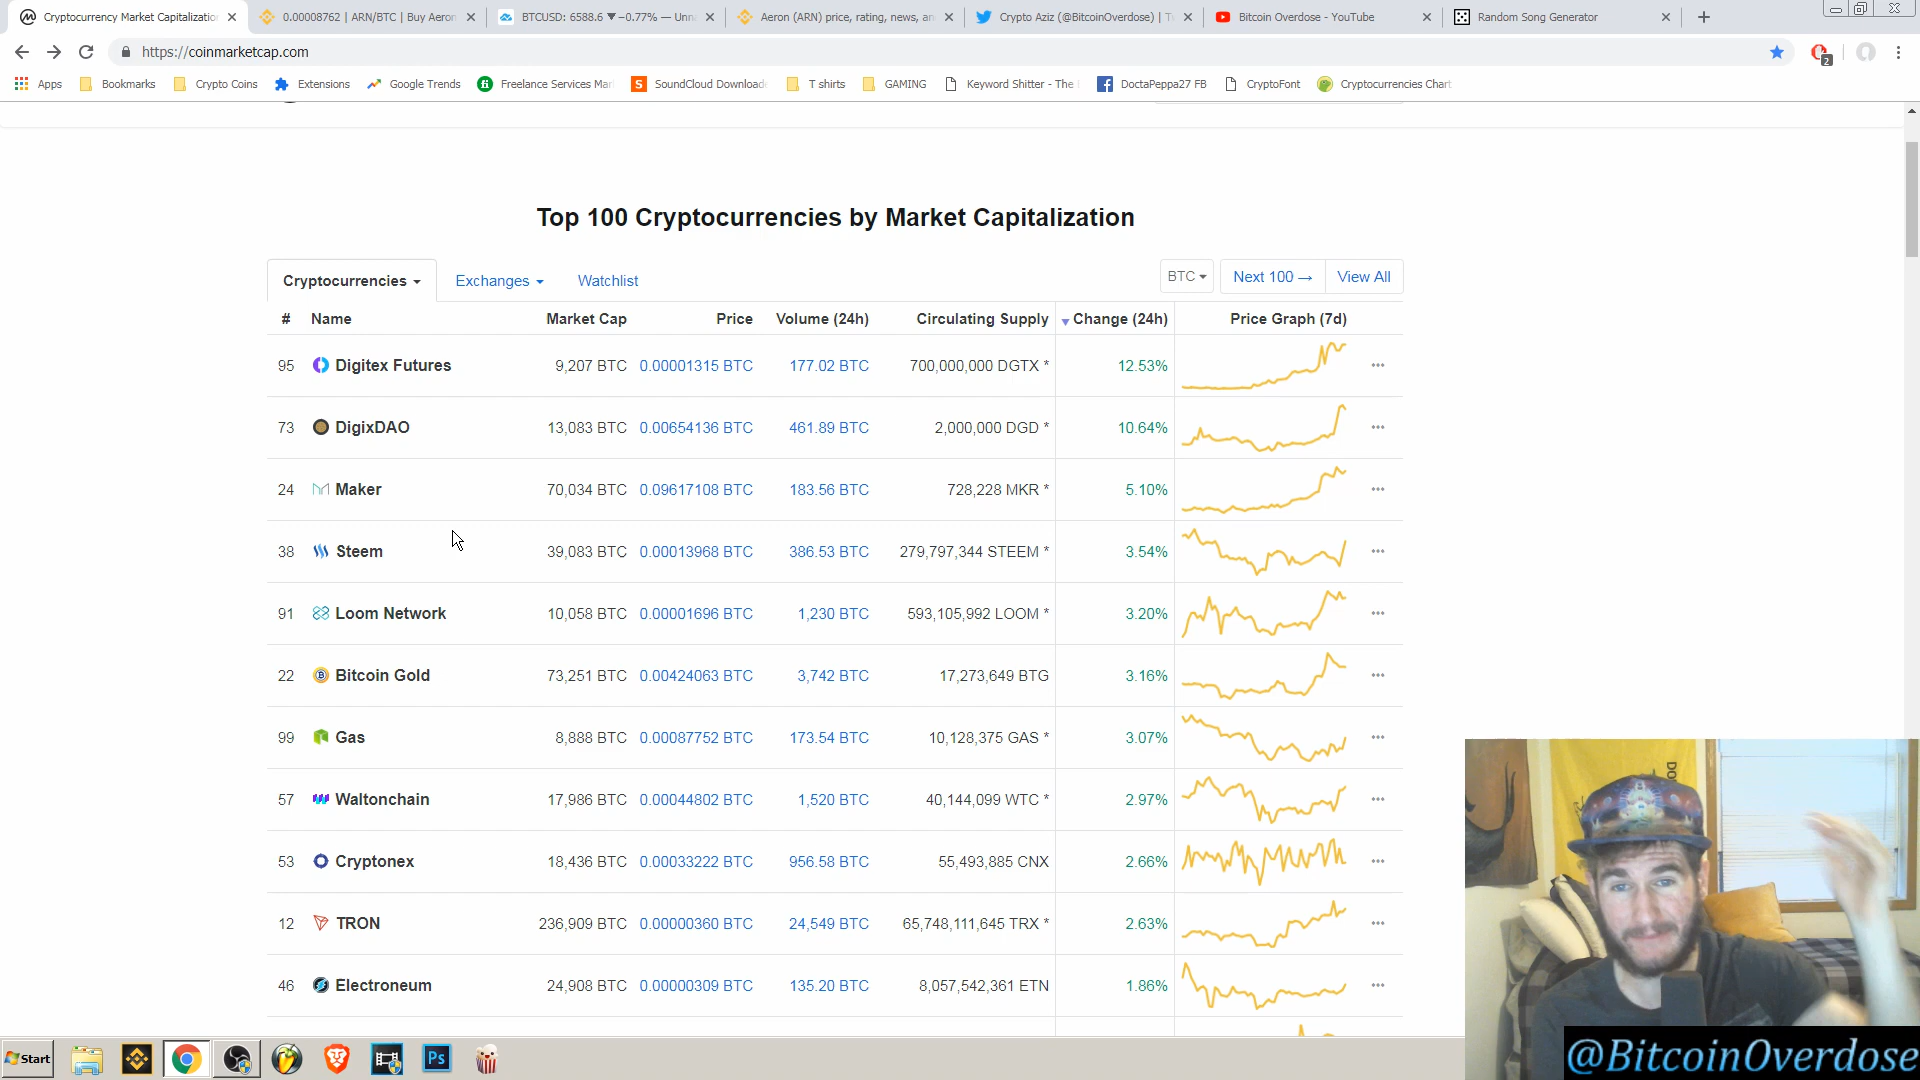 Cryptocurrency Market Capitalization
0.00008762 | ARN/BTC | Buy Aeron
BTCUSD: 6588.6 ▼−0.77% — Unna
Aeron (ARN) price, rating, news, an
Crypto Aziz (@BitcoinOverdose) | T
Bitcoin Overdose - YouTube
Random Song Generator
https://coinmarketcap.com
2
Apps
Bookmarks
Crypto Coins
Extensions
Google Trends
Freelance Services Mar
SoundCloud Downloade
T shirts
GAMING
Keyword Shitter - The
DoctaPeppa27 FB
CryptoFont
Cryptocurrencies Chart
Top 100 Cryptocurrencies by Market Capitalization
Cryptocurrencies
Exchanges
Watchlist
BTC
Next 100 →
View All
# Name Market Cap Price Volume (24h) Circulating Supply Change (24h) Price Graph (7d)
95 Digitex Futures 9,207 BTC 0.00001315 BTC 177.02 BTC 700,000,000 DGTX * 12.53%
73 DigixDAO 13,083 BTC 0.00654136 BTC 461.89 BTC 2,000,000 DGD * 10.64%
24 Maker 70,034 BTC 0.09617108 BTC 183.56 BTC 728,228 MKR * 5.10%
38 Steem 39,083 BTC 0.00013968 BTC 386.53 BTC 279,797,344 STEEM * 3.54%
91 Loom Network 10,058 BTC 0.00001696 BTC 1,230 BTC 593,105,992 LOOM * 3.20%
22 Bitcoin Gold 73,251 BTC 0.00424063 BTC 3,742 BTC 17,273,649 BTG 3.16%
99 Gas 8,888 BTC 0.00087752 BTC 173.54 BTC 10,128,375 GAS * 3.07%
57 Waltonchain 17,986 BTC 0.00044802 BTC 1,520 BTC 40,144,099 WTC * 2.97%
53 Cryptonex 18,436 BTC 0.00033222 BTC 956.58 BTC 55,493,885 CNX 2.66%
12 TRON 236,909 BTC 0.00000360 BTC 24,549 BTC 65,748,111,645 TRX * 2.63%
46 Electroneum 24,908 BTC 0.00000309 BTC 135.20 BTC 8,057,542,361 ETN 1.86%
DO
@BitcoinOverdose
Start
Ps